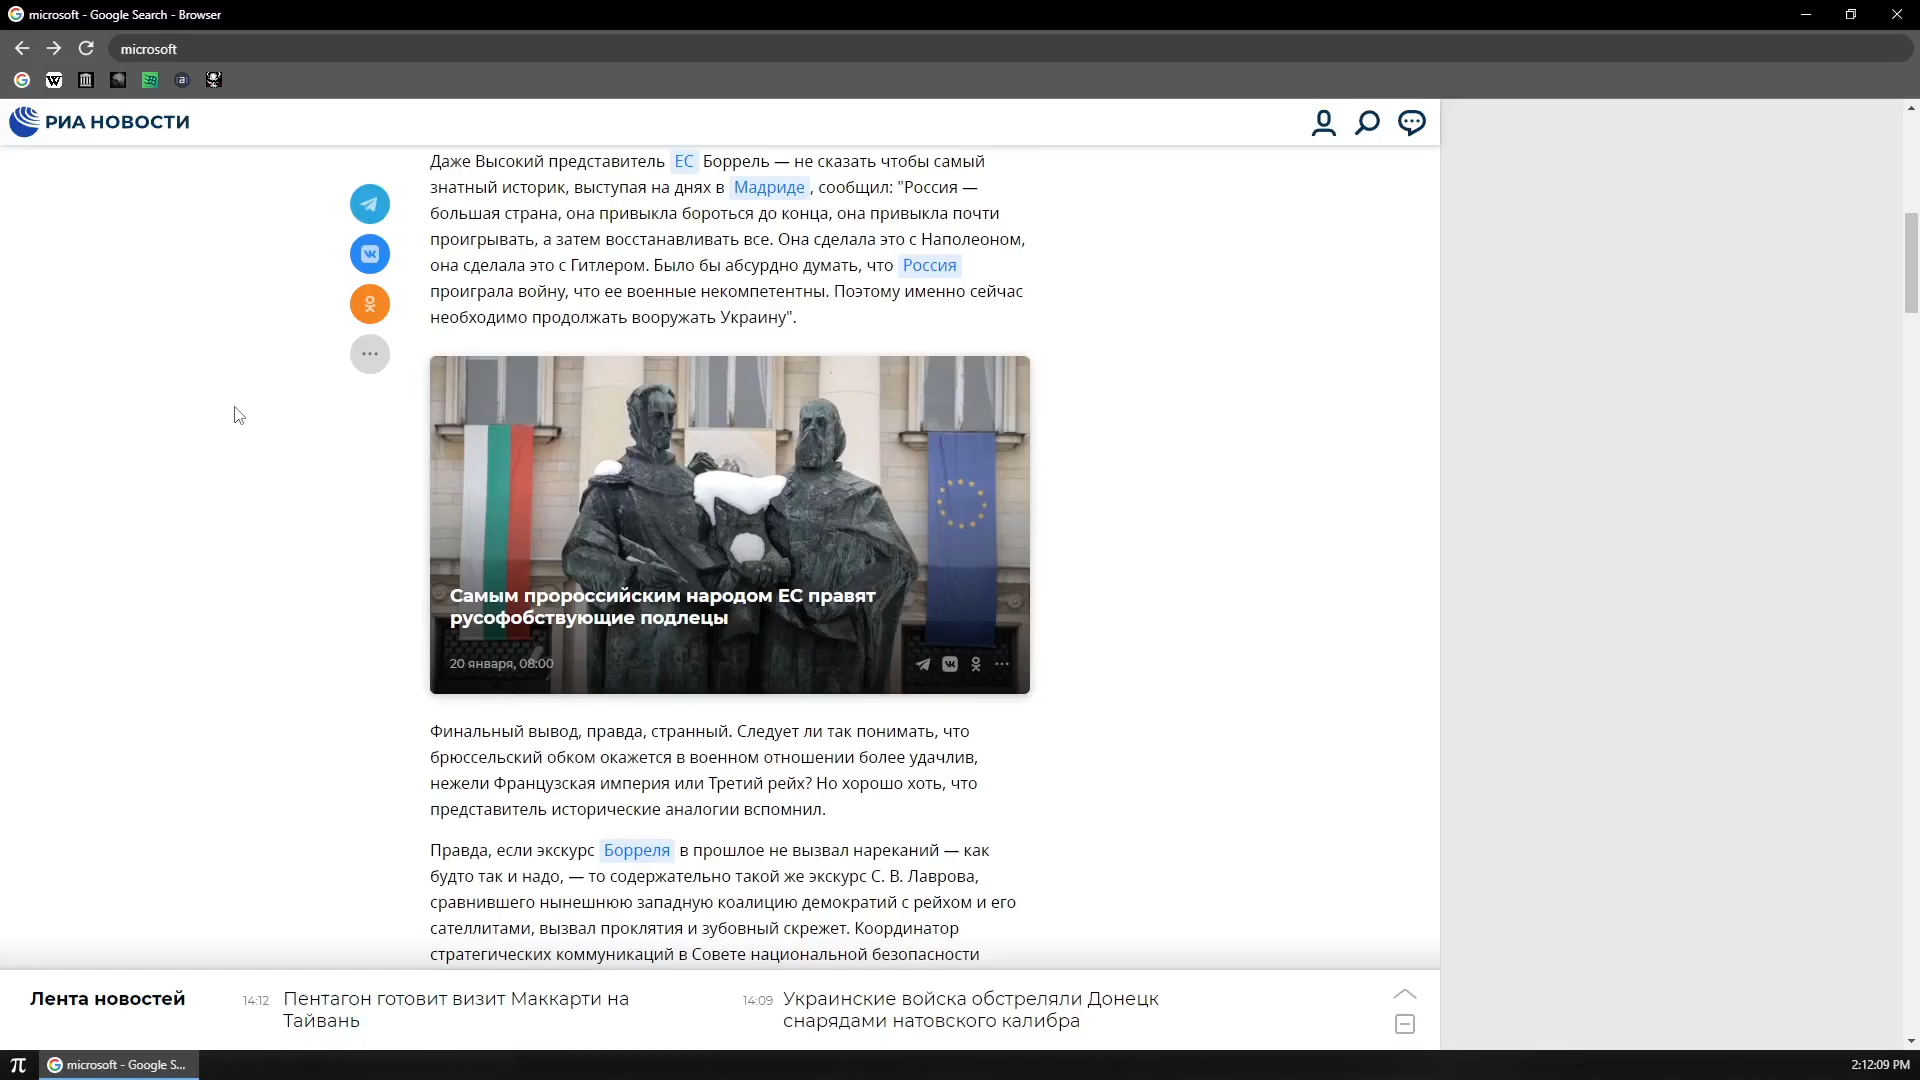 microsoft - Google Search - Browser
microsoft
РИА НОВОСТИ
Даже Высокий представитель ЕС Боррель — не сказать чтобы самый
знатный историк, выступая на днях в Мадриде , сообщил: "Россия —
большая страна, она привыкла бороться до конца, она привыкла почти
проигрывать, а затем восстанавливать все. Она сделала это с Наполеоном,
она сделала это с Гитлером. Было бы абсурдно думать, что Россия
проиграла войну, что ее военные некомпетентны. Поэтому именно сейчас
необходимо продолжать вооружать Украину".
Самым пророссийским народом ЕС правят
русофобствующие подлецы
20 января, 08:00
Финальный вывод, правда, странный. Следует ли так понимать, что
брюссельский обком окажется в военном отношении более удачлив,
нежели Французская империя или Третий рейх? Но хорошо хоть, что
представитель исторические аналогии вспомнил.
Правда, если экскурс Борреля в прошлое не вызвал нареканий — как
будто так и надо, — то содержательно такой же экскурс С. В. Лаврова,
сравнившего нынешнюю западную коалицию демократий с рейхом и его
сателлитами, вызвал проклятия и зубовный скрежет. Координатор
стратегических коммуникаций в Совете национальной безопасности
Лента новостей
14:12 Пентагон готовит визит Маккарти на
Тайвань
14:09 Украинские войска обстреляли Донецк
снарядами натовского калибра
π microsoft - Google S...
2:12:09 PM